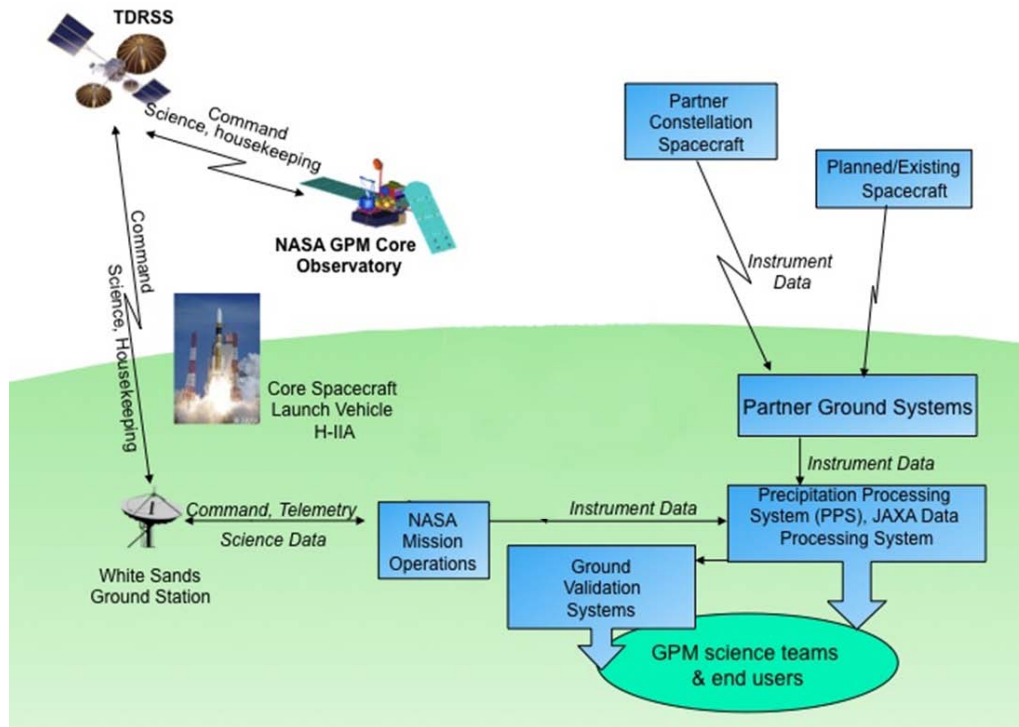 TDRSS
Command
Science, housekeeping
NASA GPM Core
Observatory
Partner
Constellation
Spacecraft
Planned/Existing
Spacecraft
Instrument
Data
Command
Science, Housekeeping
Core Spacecraft
Launch Vehicle
H-IIA
Partner Ground Systems
Instrument Data
White Sands
Ground Station
Command, Telemetry
Science Data
NASA
Mission
Operations
Instrument Data
Precipitation Processing
System (PPS), JAXA Data
Processing System
Ground
Validation
Systems
GPM science teams
& end users